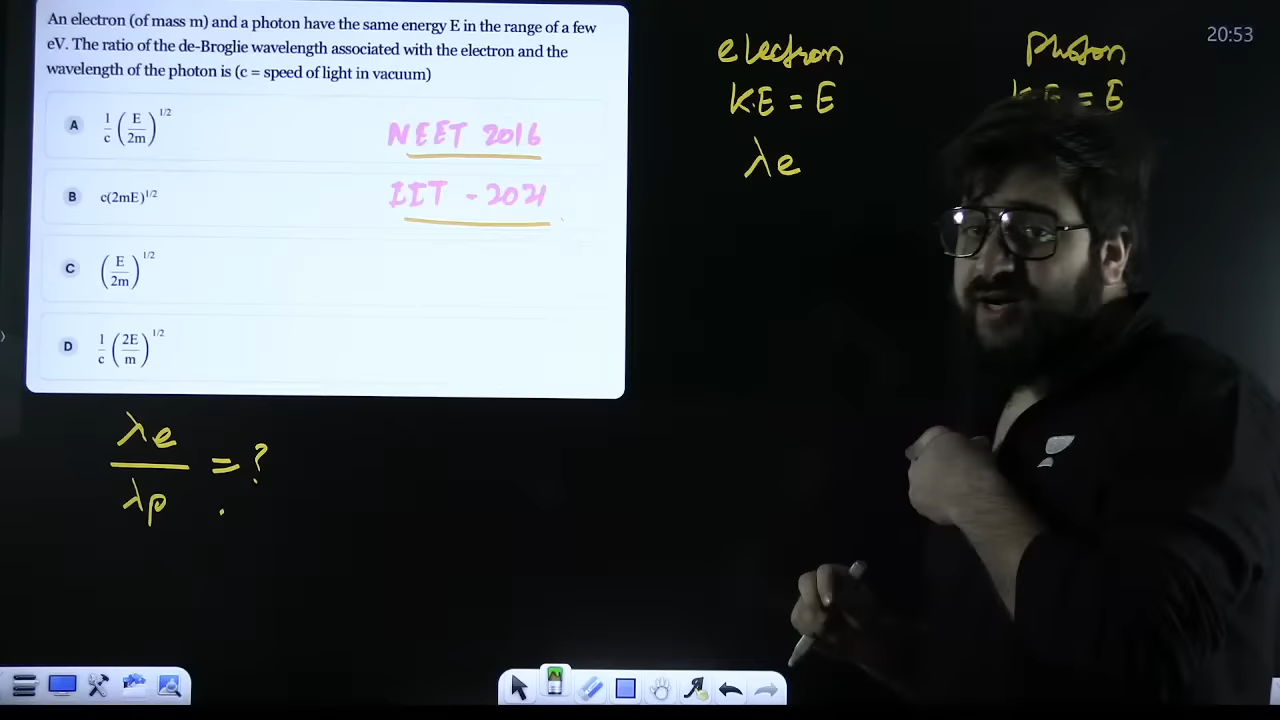 An electron (of mass m) and a photon have the same energy E in the range of a few
eV. The ratio of the de-Broglie wavelength associated with the electron and the
wavelength of the photon is (c = speed of light in vacuum)
A 1/c (E/2m)^1/2
B c(2mE)^1/2
C (E/2m)^1/2
D 1/c (2E/m)^1/2
NEET 2016
IIT - 2021
electron
K.E = E
λe
Photon
K.E = E
20:53
λe/λp = ?